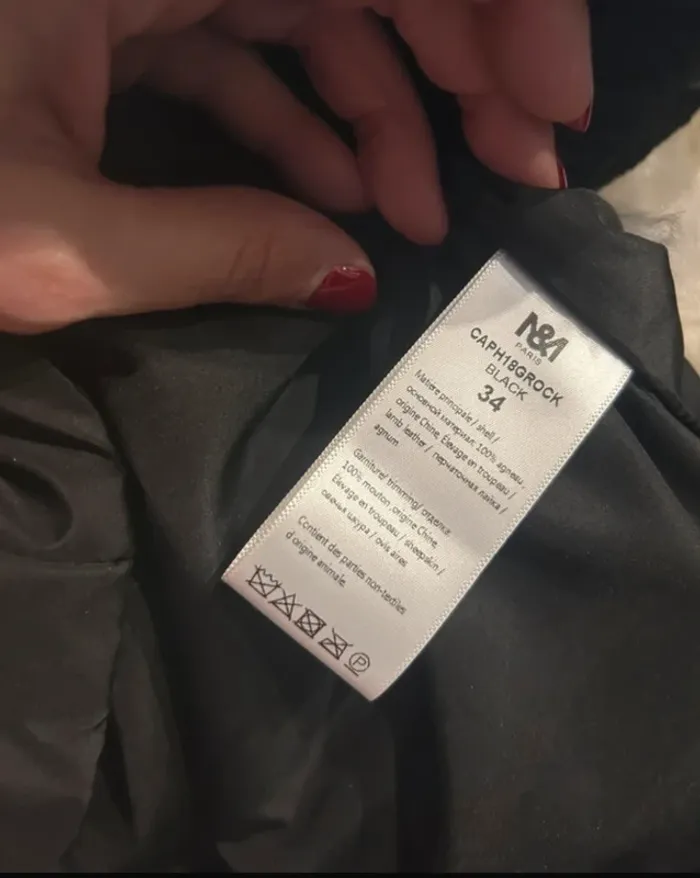 N&M
PARIS
CAPH18GROCK
BLACK
34
Matière principale / shell /
основной материал: 100% agneau,
origine Chine, Élevage en troupeau /
lamb leather / перчаточная лайка /
agnum
Garniture/ trimming/ отделка:
100% mouton, origine Chine,
Élevage en troupeau / sheepskin /
овечья шкура / ovis aries
Contient des parties non-textiles
d'origine animale.
P